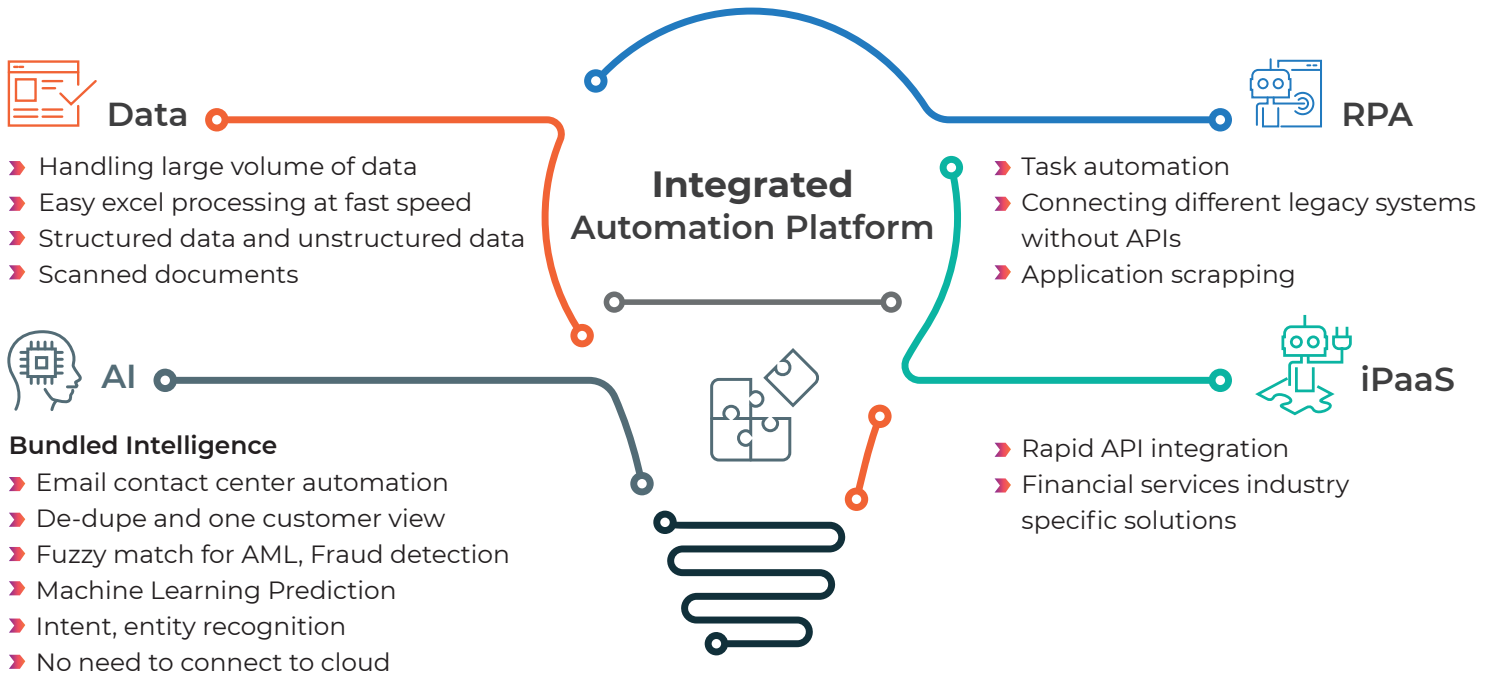 Data
Handling large volume of data
Easy excel processing at fast speed
Structured data and unstructured data
Scanned documents
AI
Bundled Intelligence
Email contact center automation
De-dupe and one customer view
Fuzzy match for AML, Fraud detection
Machine Learning Prediction
Intent, entity recognition
No need to connect to cloud
Integrated
Automation Platform
RPA
Task automation
Connecting different legacy systems
without APIs
Application scrapping
iPaaS
Rapid API integration
Financial services industry
specific solutions